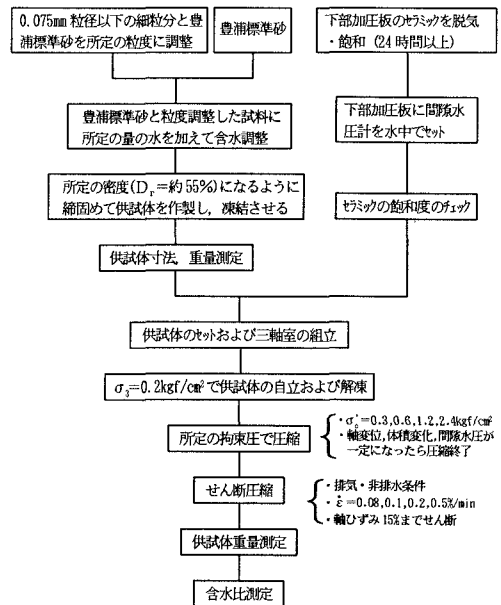 0.075mm 粒径以下の細粒分と豊
浦標準砂を所定の粒度に調整
豊浦標準砂
下部加圧板のセラミックを脱気
・飽和 (24時間以上)
豊浦標準砂と粒度調整した試料に
所定の量の水を加えて含水調整
下部加圧板に間隙水
圧計を水中でセット
所定の密度(Dr=約55%)になるように
締固めて供試体を作製し，凍結させる
セラミックの飽和度のチェック
供試体寸法，重量測定
供試体のセットおよび三軸室の組立
σ3=0.2kgf/cm²で供試体の自立および解凍
所定の拘束圧で圧縮
・σc'=0.3,0.6,1.2,2.4kgf/cm²
・軸変位,体積変化,間隙水圧が
一定になったら圧縮終了
せん断圧縮
・排気・非排水条件
・ε̇=0.08,0.1,0.2,0.5%/min
・軸ひずみ 15%までせん断
供試体重量測定
含水比測定